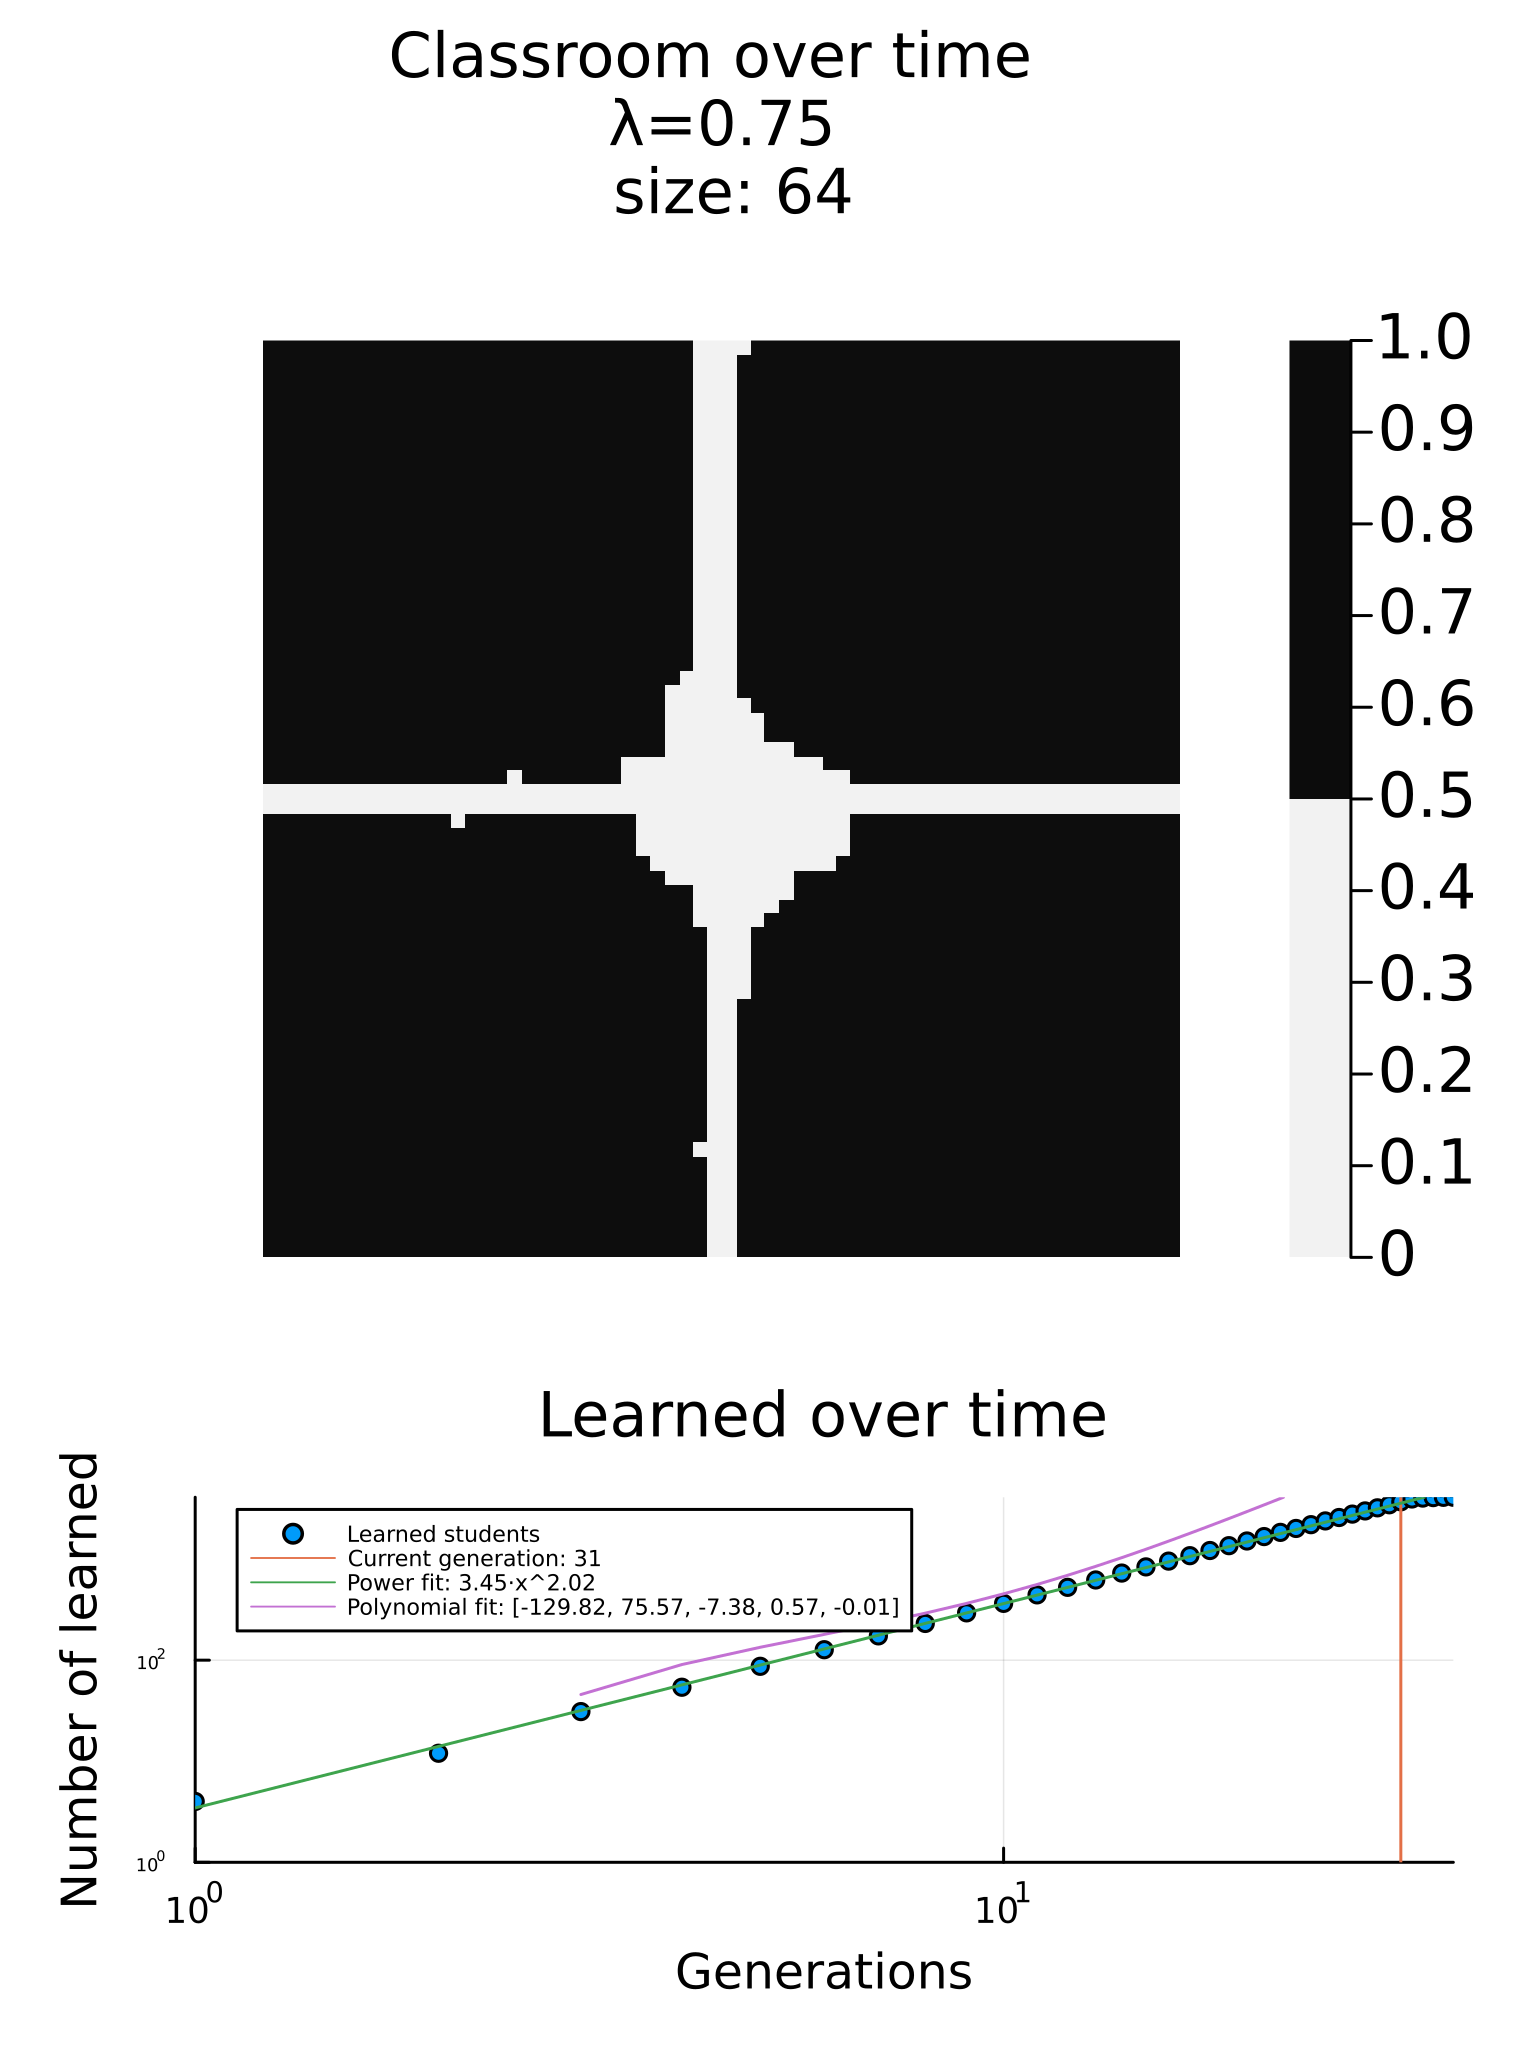 Classroom over time
λ=0.75
size: 64
1.0
0.9
0.8
0.7
0.6
0.5
0.4
0.3
0.2
0.1
0
Learned over time
Number of learned
Learned students
Current generation: 31
Power fit: 3.45·x^2.02
Polynomial fit: [-129.82, 75.57, -7.38, 0.57, -0.01]
10²
10⁰
10⁰ 10¹
Generations